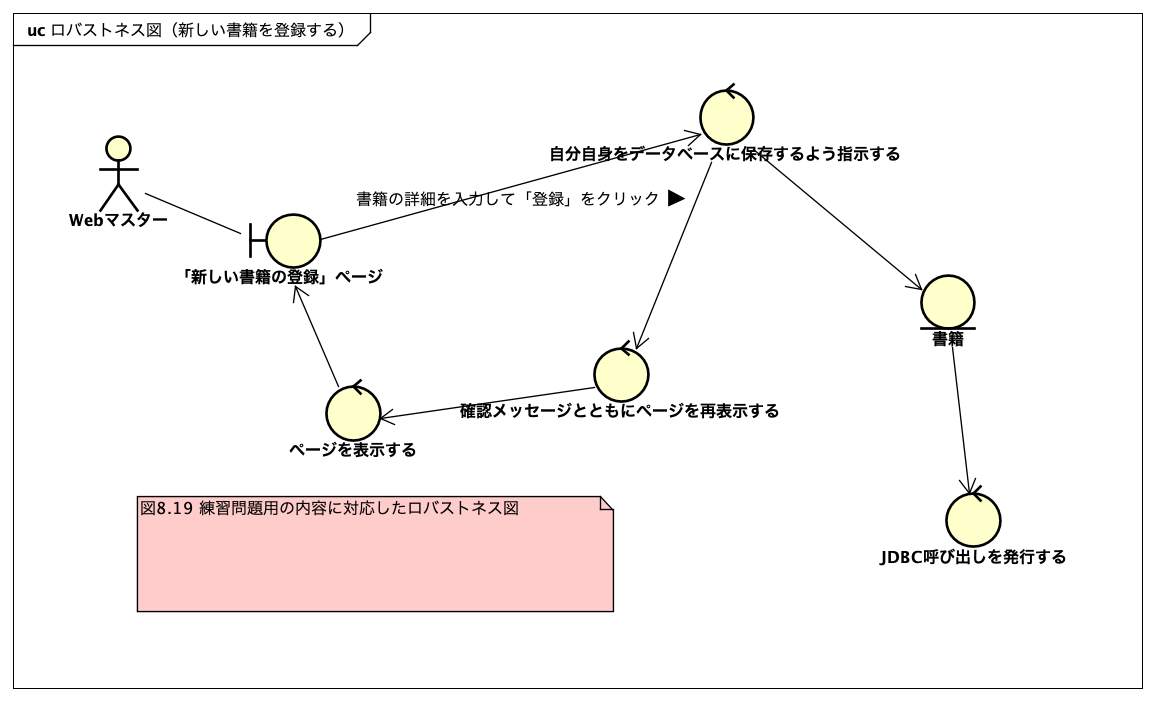 uc ロバストネス図（新しい書籍を登録する）
自分自身をデータベースに保存するよう指示する
書籍の詳細を入力して「登録」をクリック ▶
Webマスター
「新しい書籍の登録」ページ
書籍
確認メッセージとともにページを再表示する
ページを表示する
図8.19 練習問題用の内容に対応したロバストネス図
JDBC呼び出しを発行する